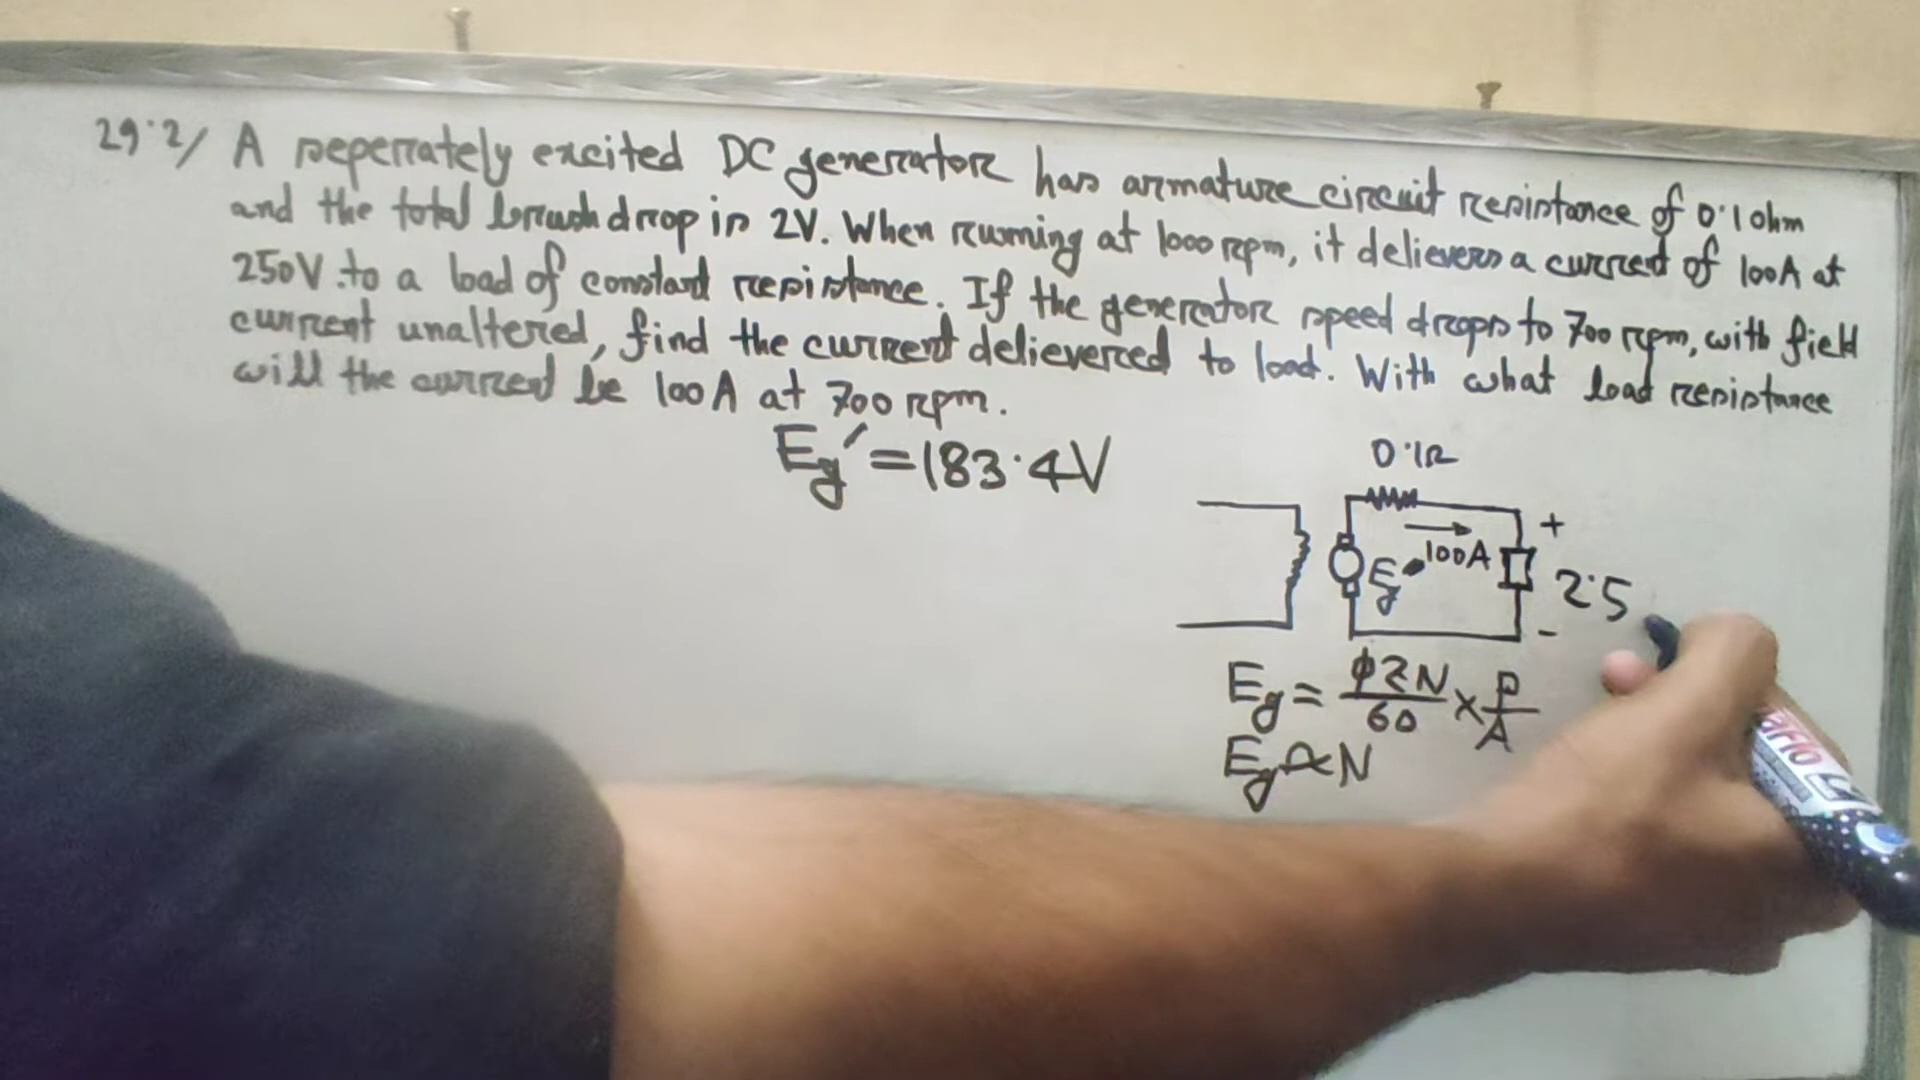 29.2/ A seperately excited DC generator has armature circuit resistance of 0.1 ohm
and the total brush drop is 2V. When running at 1000 rpm, it delievers a current of 100A at
250V to a load of constant resistance. If the generator speed drops to 700 rpm, with field
current unaltered, find the current delievered to load. With what load resistance
will the current be 100A at 700 rpm.
Eg' = 183.4V
0.1Ω
+
100A
Eg
2.5
-
Eg = ϕZN/60 × P/A
Eg ∝ N